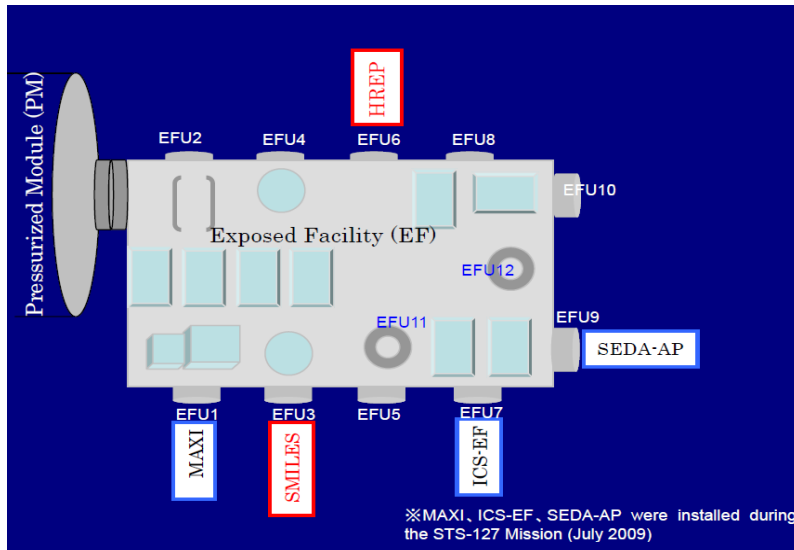 HREP
Pressurized Module (PM)
EFU2
EFU4
EFU6
EFU8
EFU10
Exposed Facility (EF)
EFU12
EFU11
EFU9
SEDA-AP
EFU1
EFU3
EFU5
EFU7
MAXI
SMILES
ICS-EF
※MAXI、ICS-EF、SEDA-AP were installed during
the STS-127 Mission (July 2009)